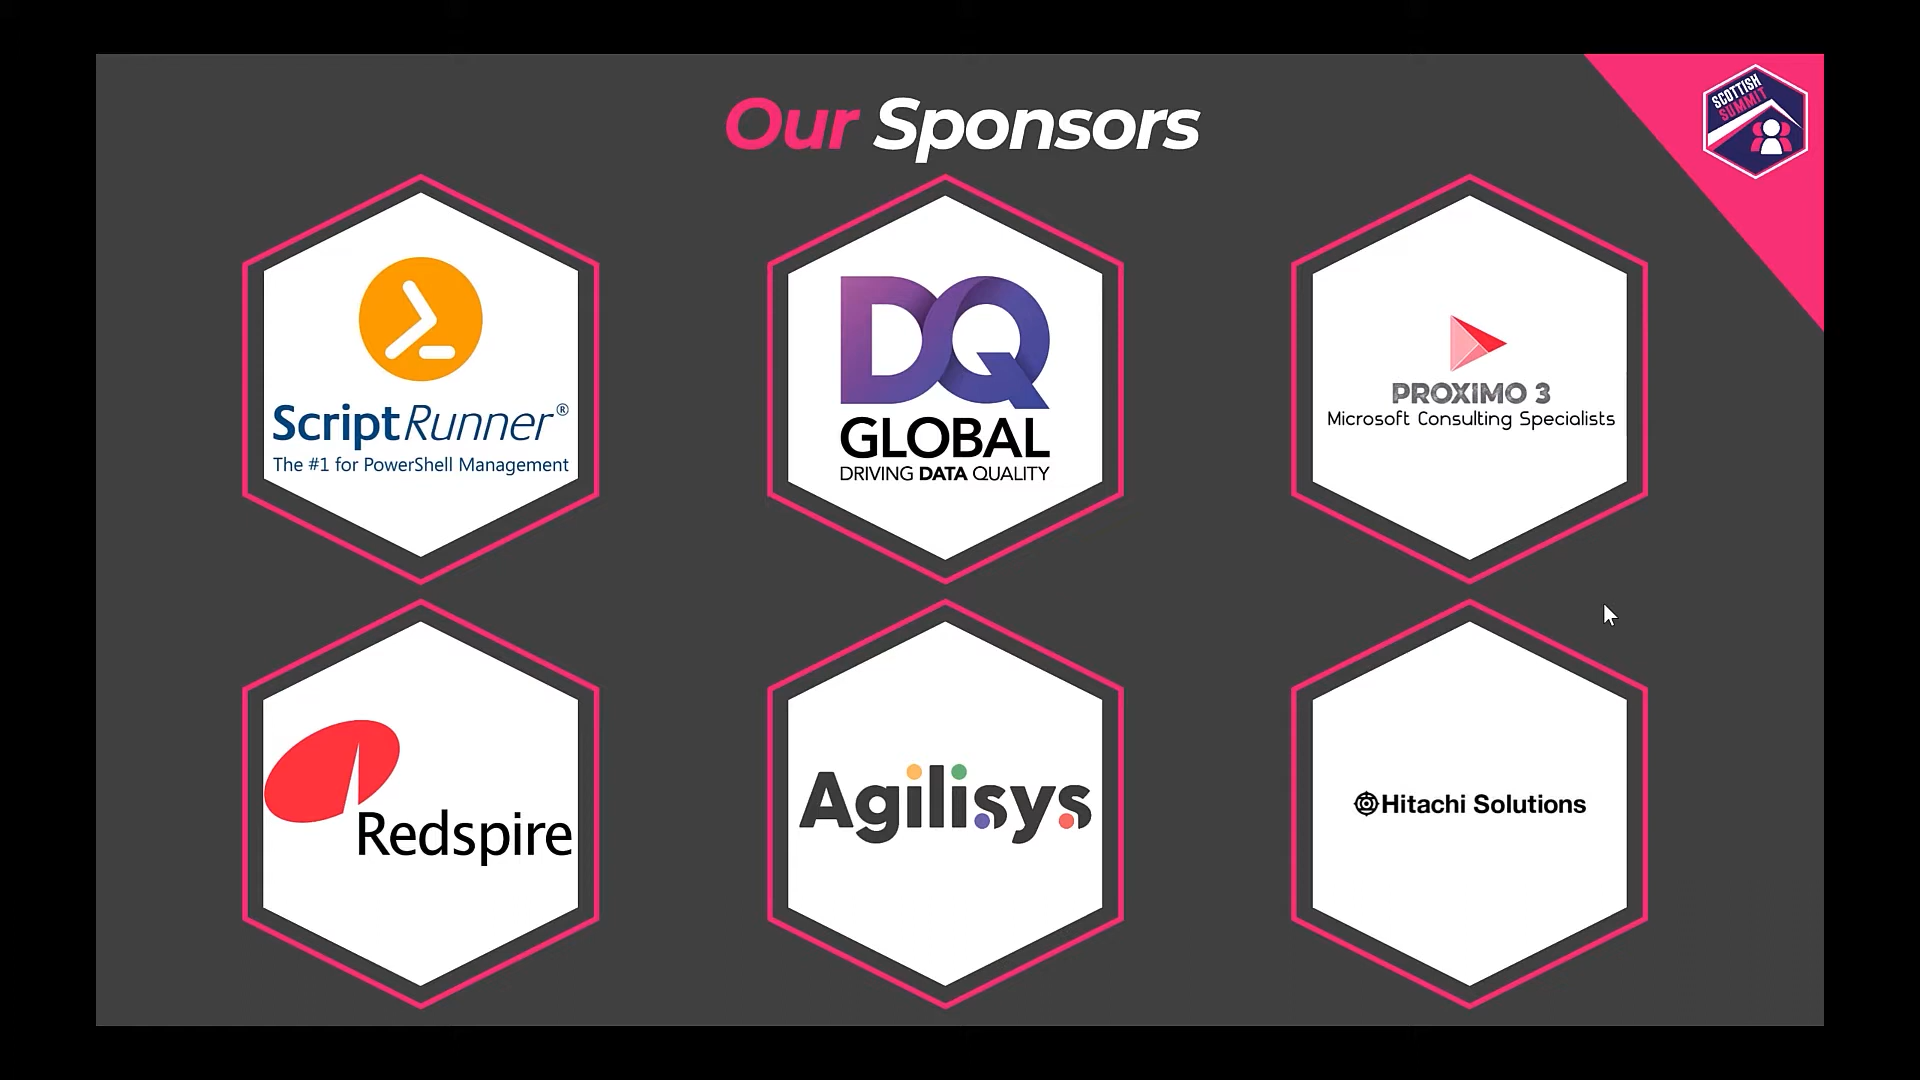 Our Sponsors
SCOTTISH
SUMMIT
ScriptRunner®
The #1 for PowerShell Management
DQ
GLOBAL
DRIVING DATA QUALITY
PROXIMO 3
Microsoft Consulting Specialists
Redspire
Agilisys
Hitachi Solutions